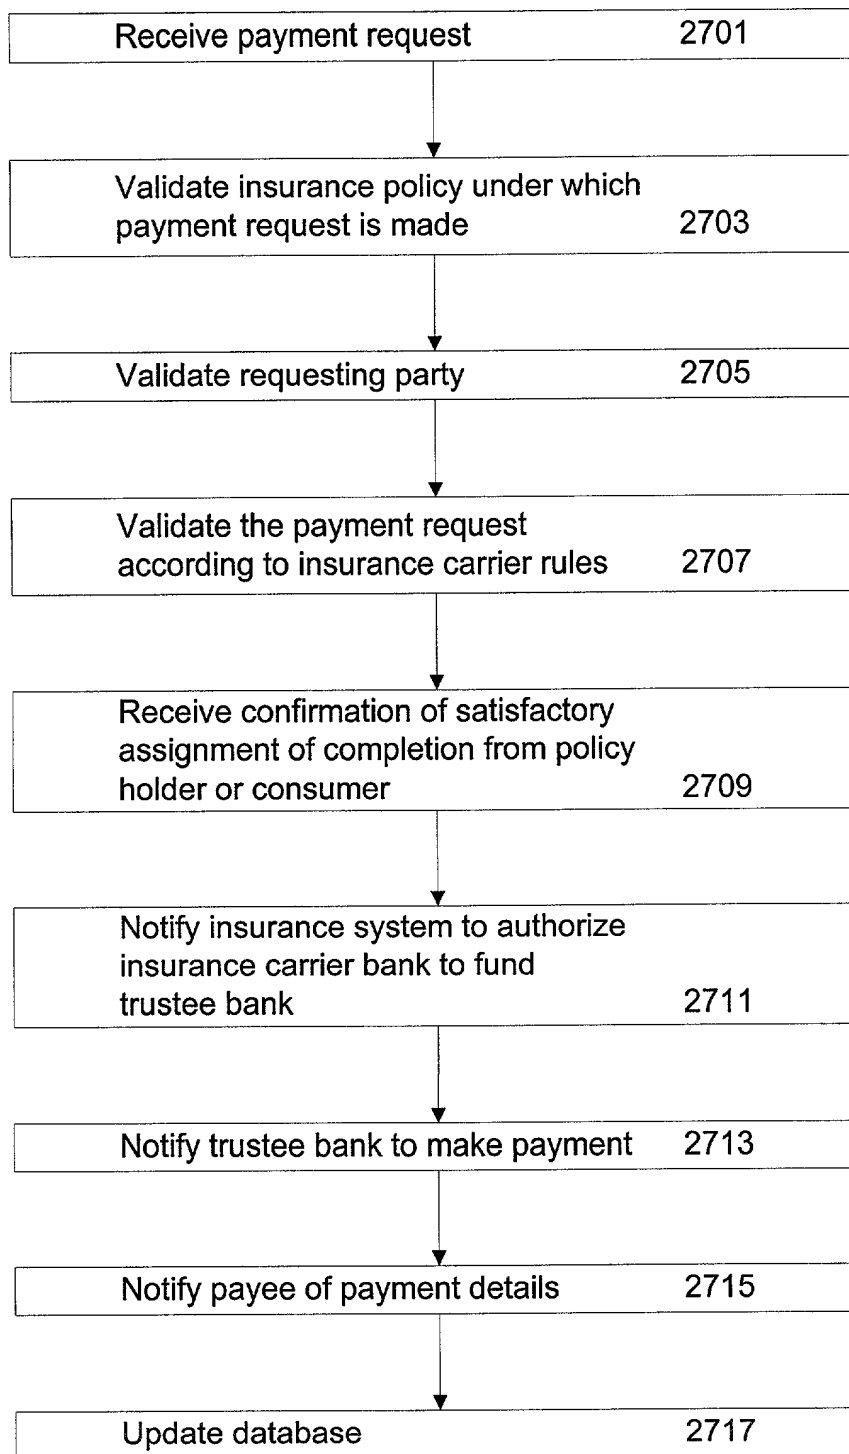 Receive payment request 2701
Validate insurance policy under which
payment request is made 2703
Validate requesting party 2705
Validate the payment request
according to insurance carrier rules 2707
Receive confirmation of satisfactory
assignment of completion from policy
holder or consumer 2709
Notify insurance system to authorize
insurance carrier bank to fund
trustee bank 2711
Notify trustee bank to make payment 2713
Notify payee of payment details 2715
Update database 2717